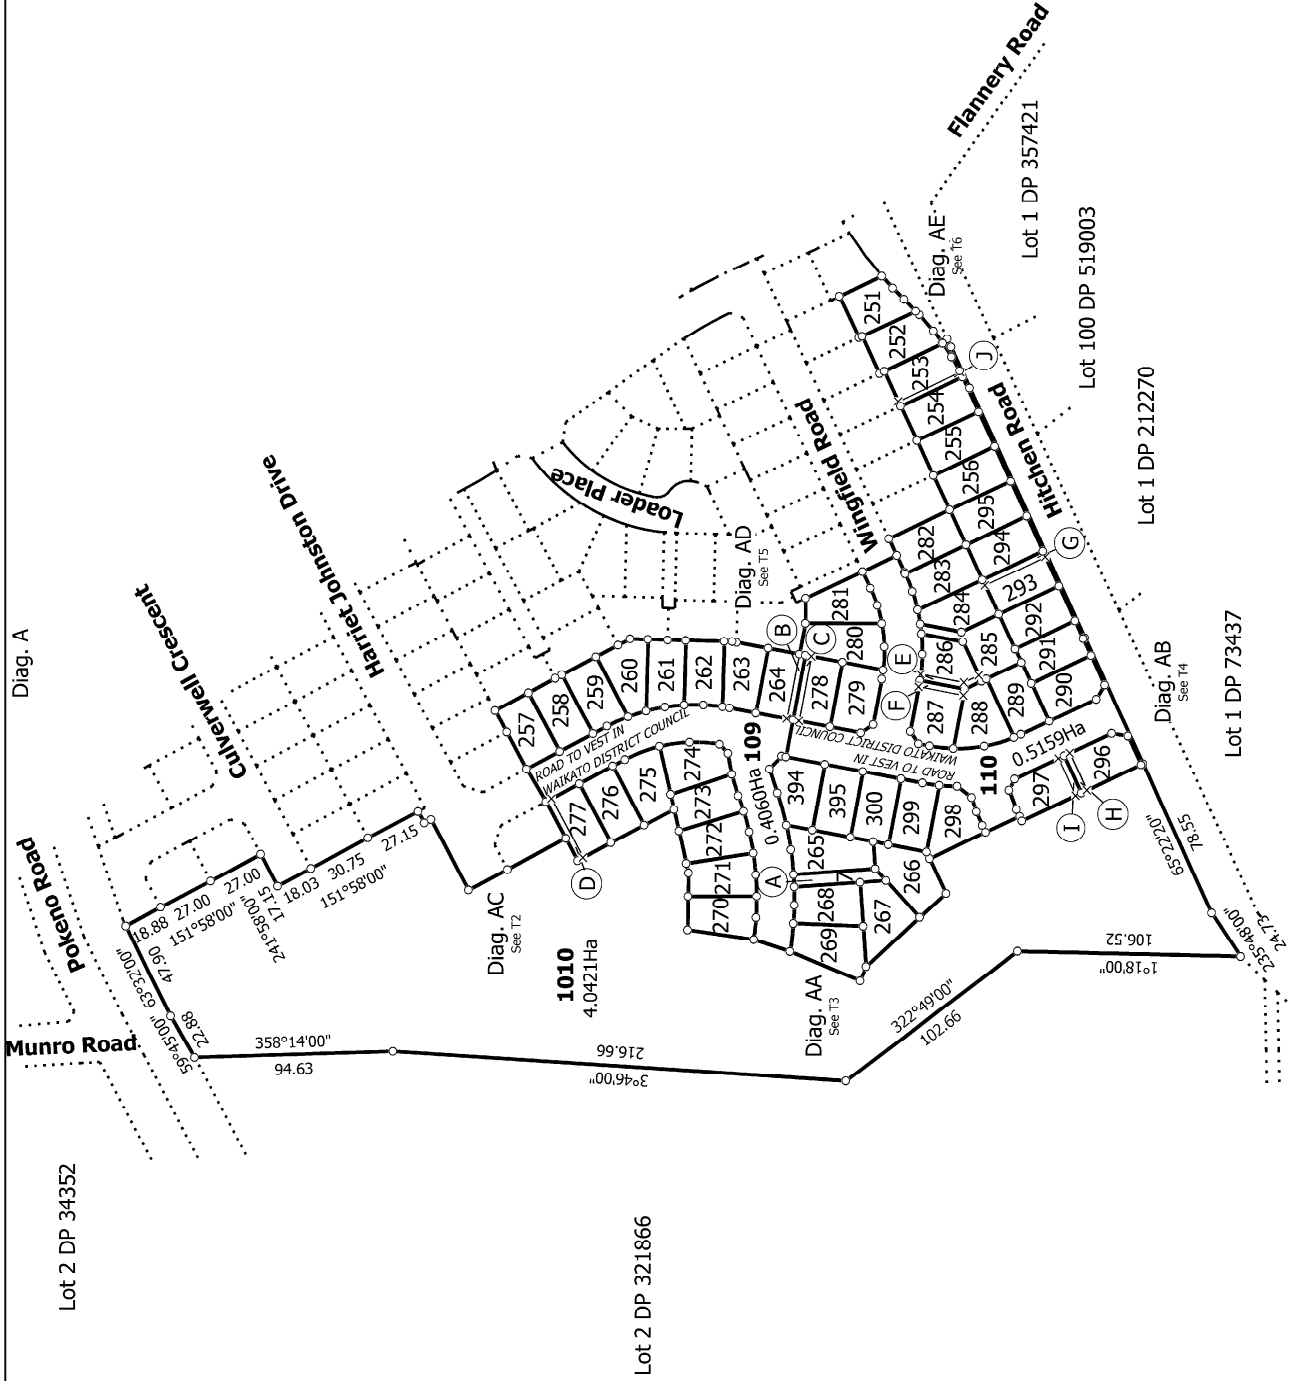 Diag. A
Pokeno Road
Munro Road
Culverwell Crescent
Harriet Johnston Drive
Loader Place
Wingfield Road
Hitchen Road
Flannery Road
Lot 1 DP 357421
Lot 100 DP 519003
Lot 1 DP 212270
Lot 1 DP 73437
Lot 2 DP 34352
Lot 2 DP 321866
Diag. AE
See T6
Diag. AD
See T5
Diag. AB
See T4
Diag. AC
See T2
Diag. AA
See T3
1010
4.0421Ha
109
0.4060Ha
110
0.5159Ha
ROAD TO VEST IN
WAIKATO DISTRICT COUNCIL
ROAD TO VEST IN
WAIKATO DISTRICT COUNCIL
18.88
27.00
151°58'00"
27.00
17.15
241°58'00"
18.03
30.75
151°58'00"
27.15
63°32'00"
47.90
59°45'00"
22.88
358°14'00"
94.63
216.66
3°46'00"
322°49'00"
102.66
106.52
1°18'00"
235°48'00"
24.73
65°22'20"
78.55
251
252
253
254
255
256
295
294
293
292
291
290
282
283
284
285
286
287
288
289
281
280
279
278
264
263
262
261
260
259
258
257
277
276
275
274
273
272
271
270
394
395
300
299
298
297
296
265
266
267
268
269
7
A
B
C
D
E
F
G
H
I
J